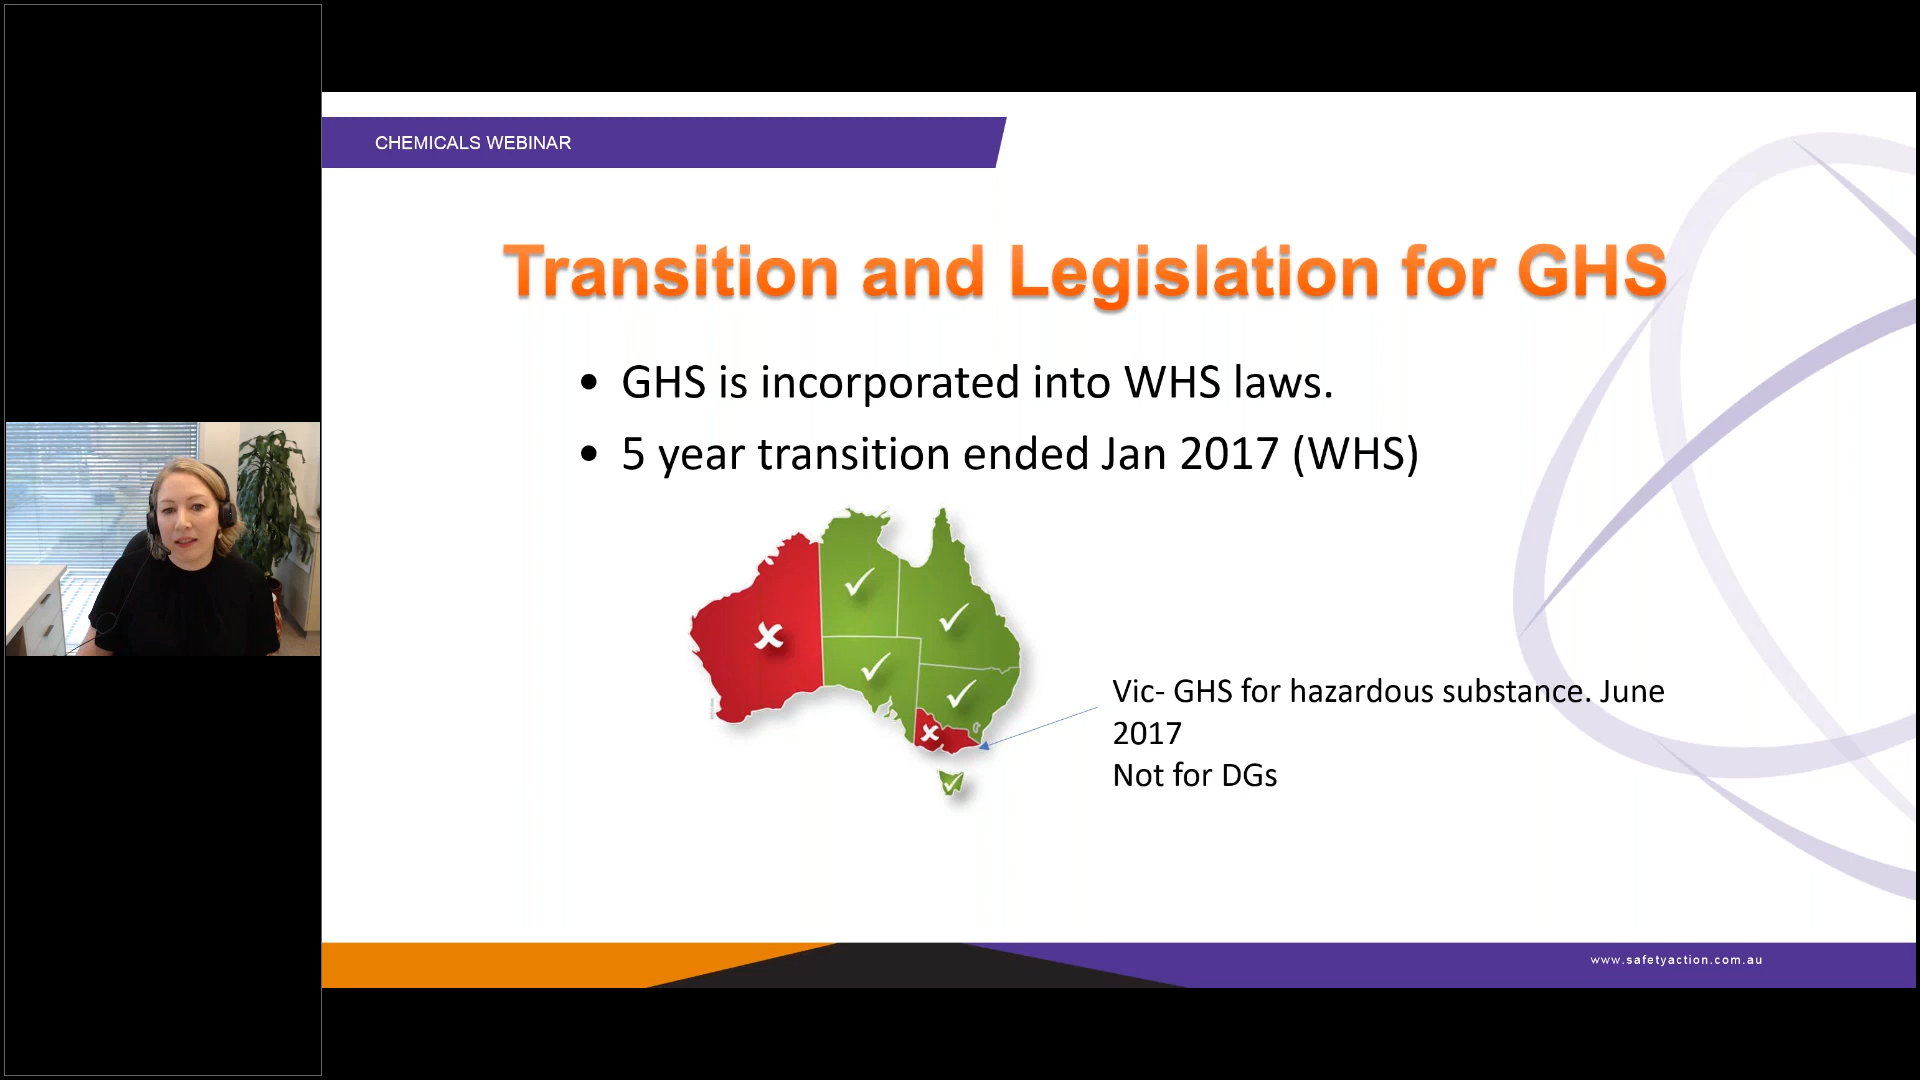 CHEMICALS WEBINAR
Transition and Legislation for GHS
• GHS is incorporated into WHS laws.
• 5 year transition ended Jan 2017 (WHS)
Vic- GHS for hazardous substance. June
2017
Not for DGs
www.safetyaction.com.au